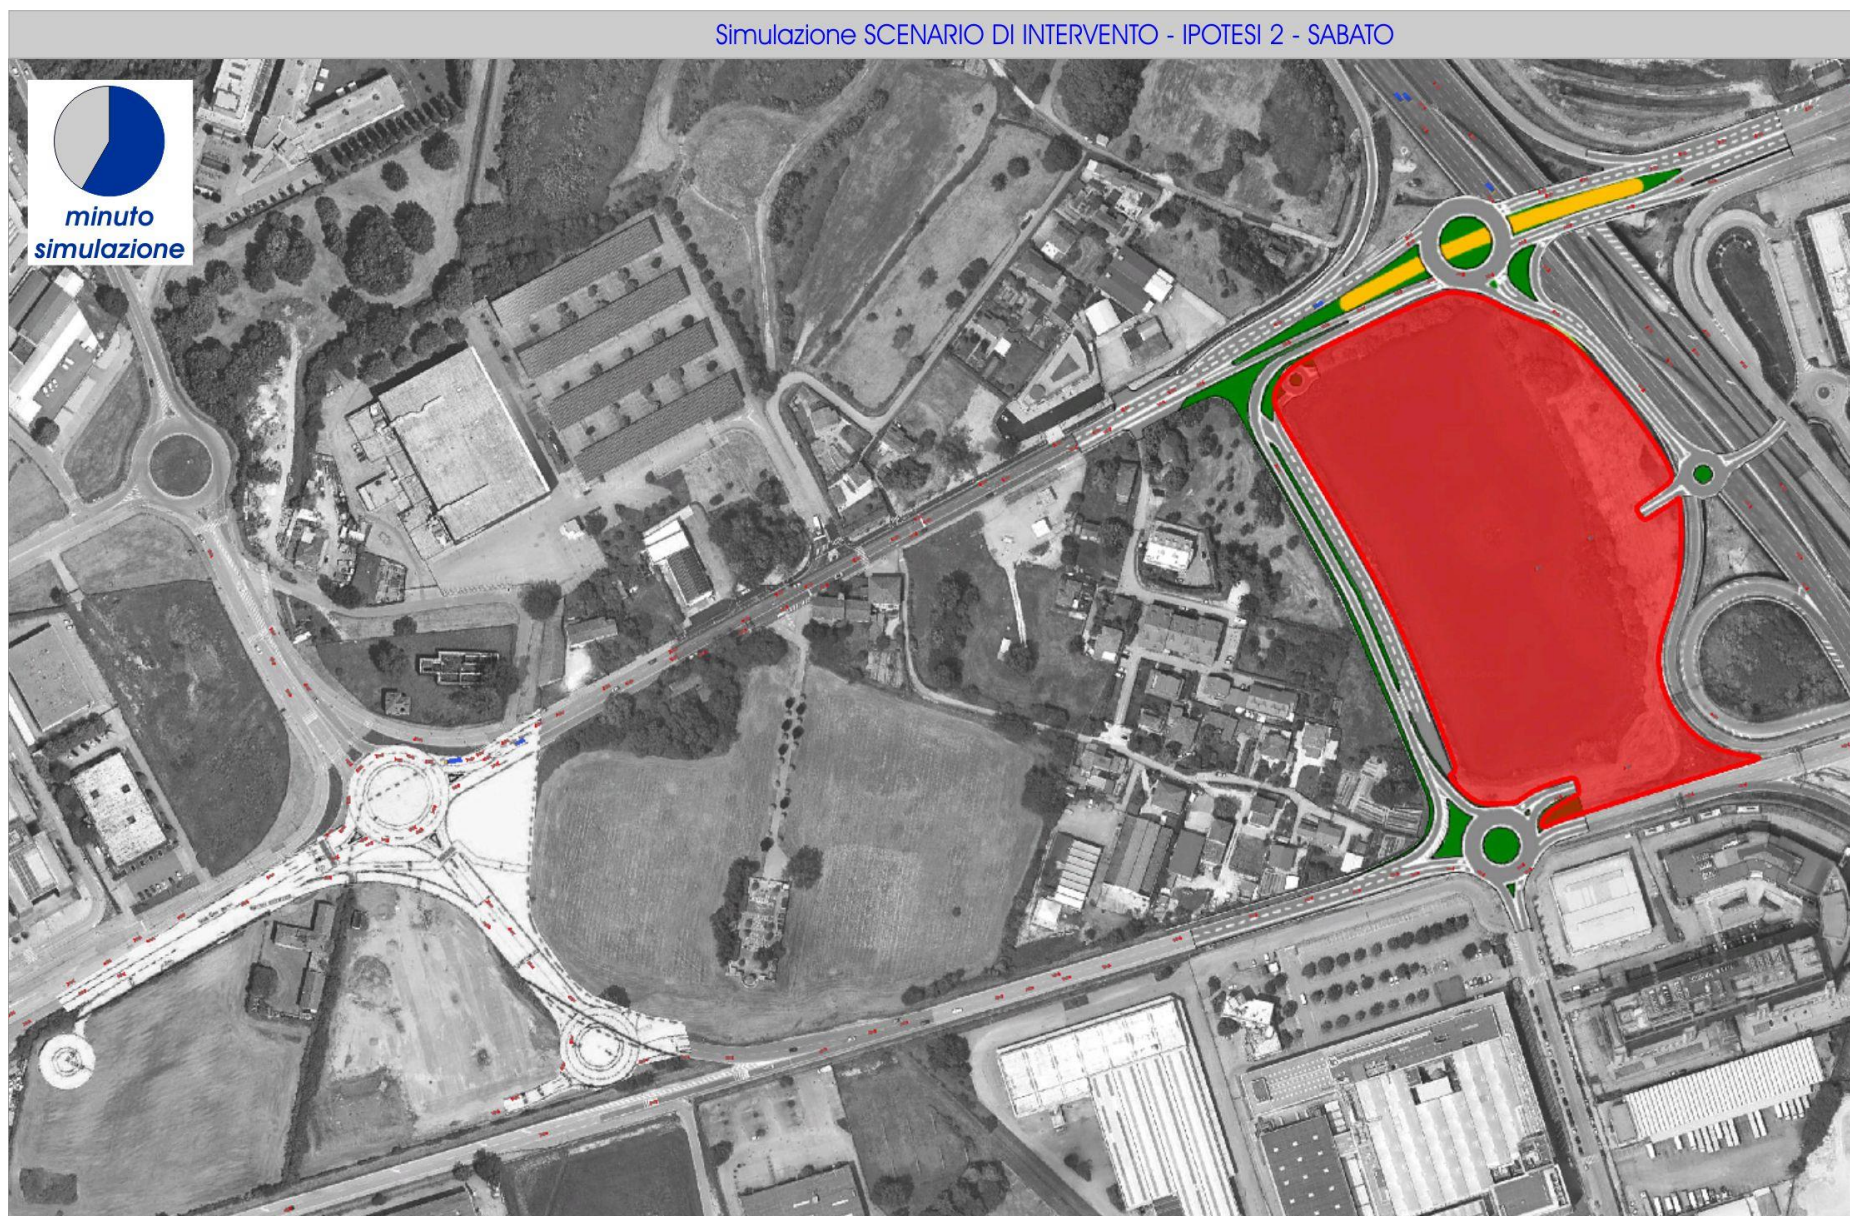 Simulazione SCENARIO DI INTERVENTO - IPOTESI 2 - SABATO
minuto
simulazione